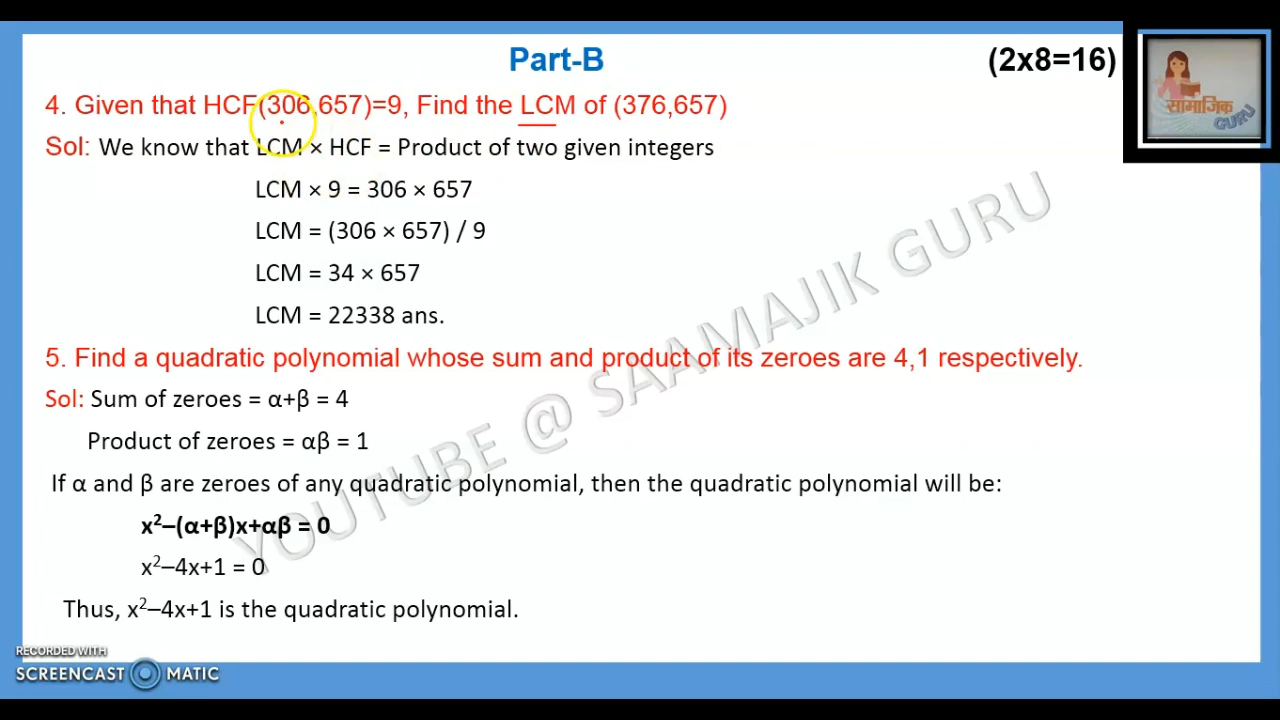 Part-B
(2x8=16)
सामाजिक
GURU
4. Given that HCF(306,657)=9, Find the LCM of (376,657)
Sol: We know that LCM × HCF = Product of two given integers
LCM × 9 = 306 × 657
LCM = (306 × 657) / 9
LCM = 34 × 657
LCM = 22338 ans.
5. Find a quadratic polynomial whose sum and product of its zeroes are 4,1 respectively.
Sol: Sum of zeroes = α+β = 4
Product of zeroes = αβ = 1
If α and β are zeroes of any quadratic polynomial, then the quadratic polynomial will be:
x²–(α+β)x+αβ = 0
x²–4x+1 = 0
Thus, x²–4x+1 is the quadratic polynomial.
YOUTUBE @ SAAMAJIK GURU
RECORDED WITH
SCREENCAST MATIC